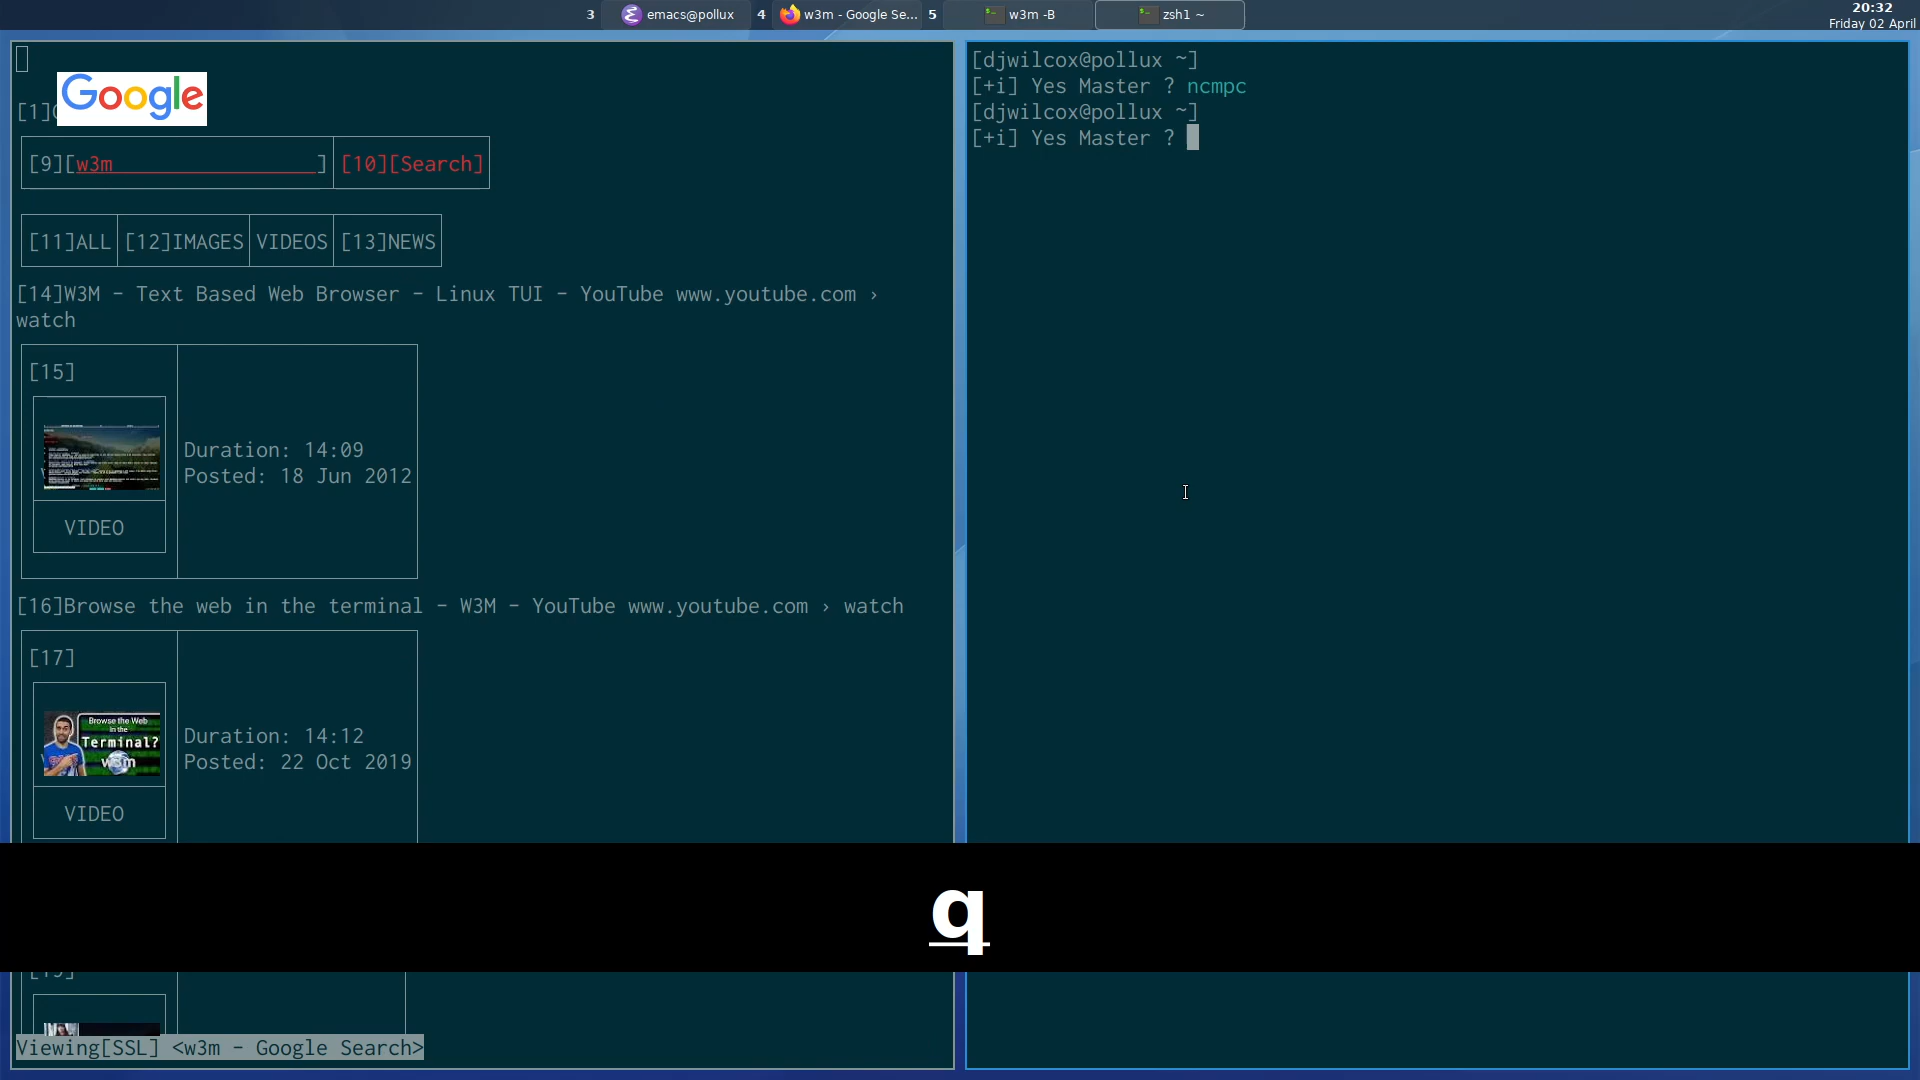 3 emacs@pollux 4 w3m - Google Se... 5 w3m -B zsh1 ~
20:32
Friday 02 April
Google
[1]
[9][w3m ] [10][Search]
[11]ALL [12]IMAGES VIDEOS [13]NEWS
[14]W3M - Text Based Web Browser - Linux TUI - YouTube www.youtube.com ›
watch
[15]
Duration: 14:09
Posted: 18 Jun 2012
VIDEO
[16]Browse the web in the terminal - W3M - YouTube www.youtube.com › watch
[17]
Browse the Web
In the
Terminal?
w3m
Duration: 14:12
Posted: 22 Oct 2019
VIDEO
Viewing[SSL] <w3m - Google Search>
[djwilcox@pollux ~]
[+i] Yes Master ? ncmpc
[djwilcox@pollux ~]
[+i] Yes Master ?
q